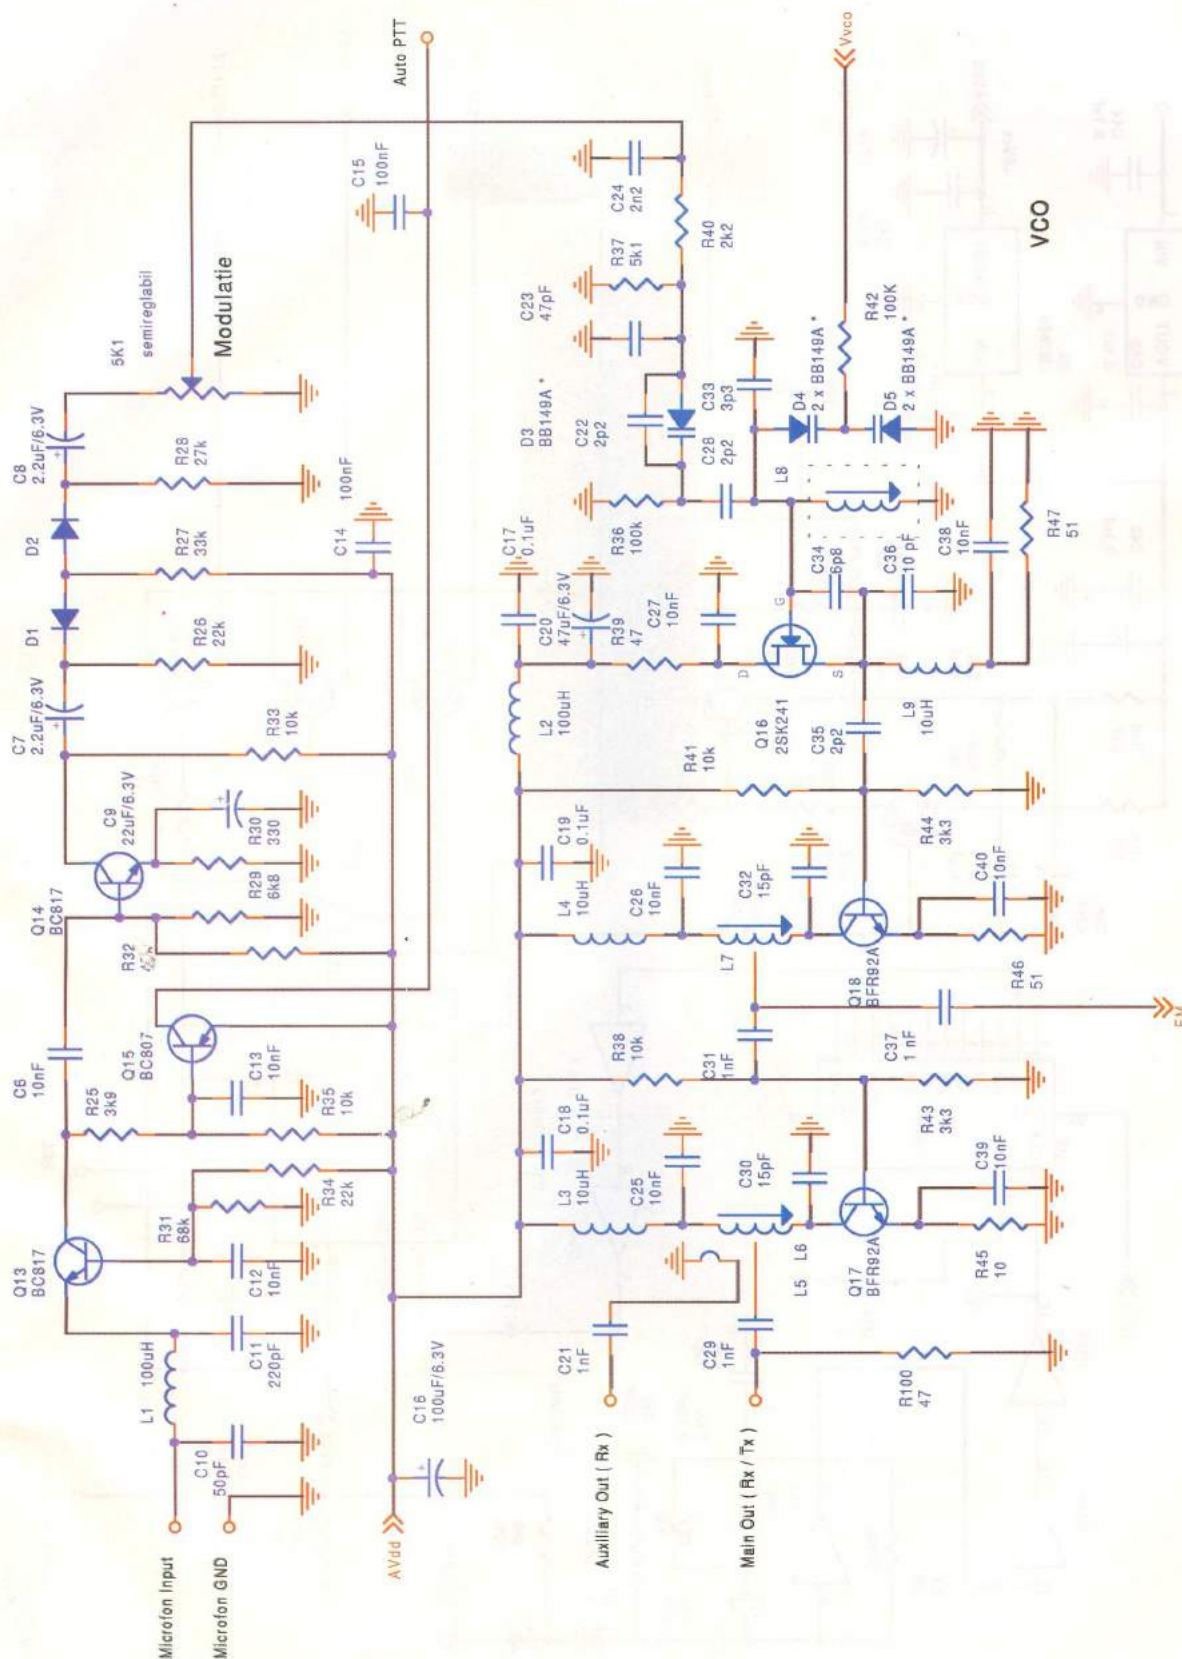 Microfon Input
Microfon GND
C10
50pF
L1
100uH
C11
220pF
Q13
BC817
C12
10nF
R31
68k
R34
22k
C6
10nF
R25
3k9
Q15
BC807
C13
10nF
R35
10k
Q14
BC817
R32
R29
6k8
R30
330
C9
22uF/6.3V
C7
2.2uF/6.3V
+
R33
10k
D1
R26
22k
D2
R27
33k
C14
100nF
C8
2.2uF/6.3V
+
R28
27k
5K1
semireglabil
Modulatie
C15
100nF
Auto PTT
AVdd
C16
100uF/6.3V
+
Auxiliary Out ( Rx )
Main Out ( Rx / Tx )
C21
1nF
C29
1nF
R100
47
L3
10uH
C18
0.1uF
C25
10nF
C30
15pF
L5
L6
Q17
BFR92A
R45
10
C39
10nF
R38
10k
C31
1nF
R43
3k3
C37
1 nF
L4
10uH
C19
0.1uF
C26
10nF
C32
15pF
L7
Q18
BFR92A
R46
51
C40
10nF
R41
10k
R44
3k3
L2
100uH
C17
0.1uF
C20
47uF/6.3V
+
R39
47
C27
10nF
Q16
2SK241
D
G
S
C35
2p2
L9
10uH
C34
6p8
C36
10 pF
C38
10nF
R47
51
R36
100k
C28
2p2
L8
C33
3p3
D3
BB149A *
C22
2p2
C23
47pF
R37
5k1
C24
2n2
R40
2k2
D4
2 x BB149A *
D5
2 x BB149A *
R42
100K
Vvco
VCO